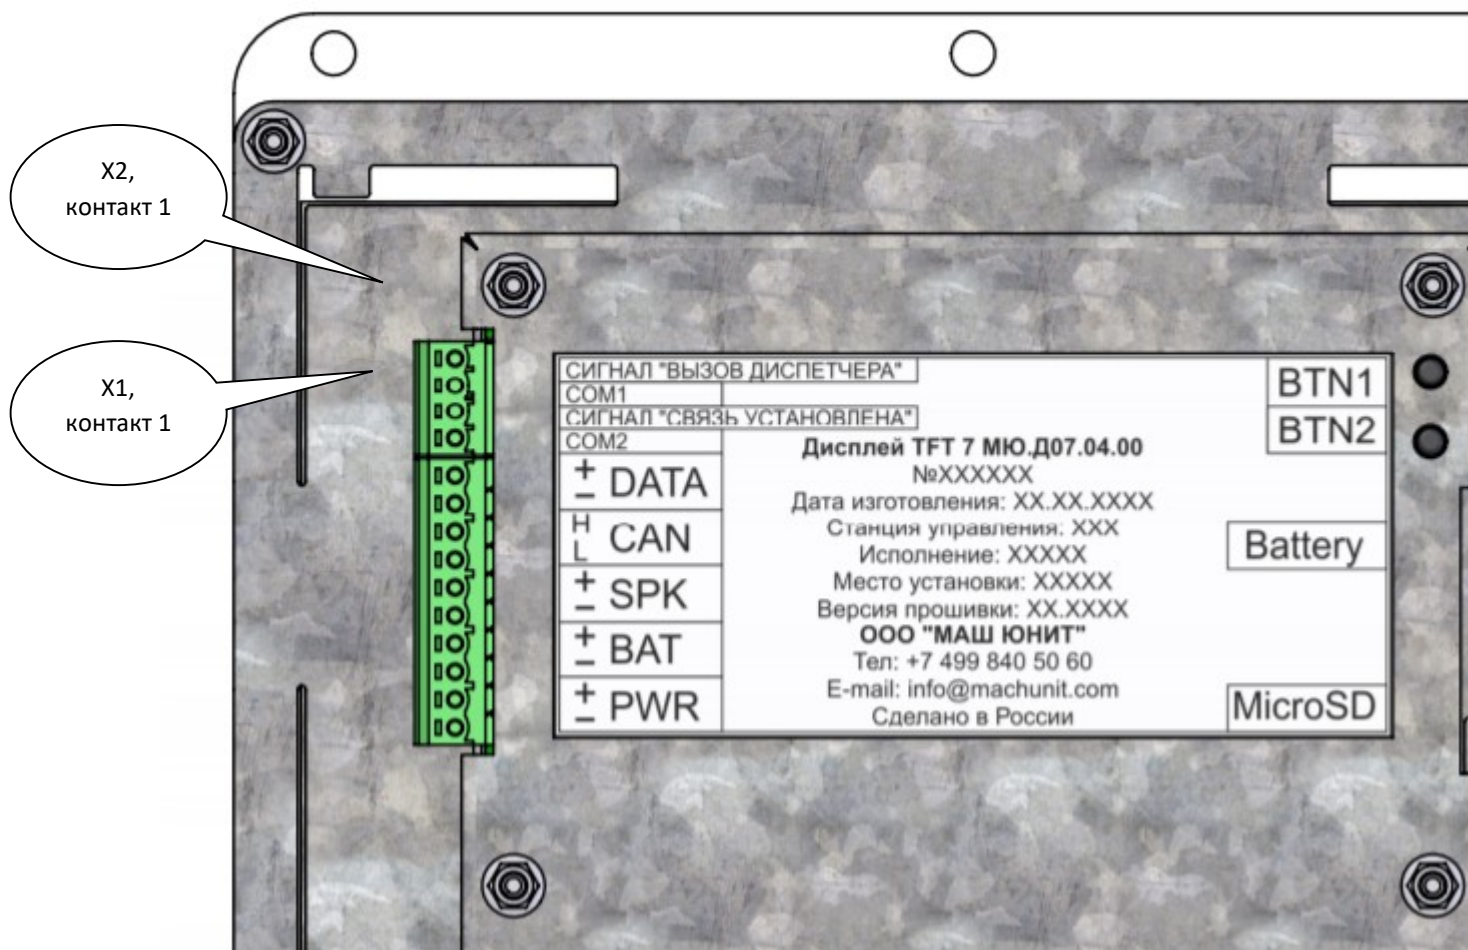 X2,
контакт 1
X1,
контакт 1
СИГНАЛ "ВЫЗОВ ДИСПЕТЧЕРА"
COM1
СИГНАЛ "СВЯЗЬ УСТАНОВЛЕНА"
COM2
+ − DATA
H L CAN
+ − SPK
+ − BAT
+ − PWR
Дисплей TFT 7 МЮ.Д07.04.00
№XXXXXX
Дата изготовления: XX.XX.XXXX
Станция управления: XXX
Исполнение: XXXXX
Место установки: XXXXX
Версия прошивки: XX.XXXX
ООО "МАШ ЮНИТ"
Тел: +7 499 840 50 60
E-mail: info@machunit.com
Сделано в России
BTN1
BTN2
Battery
MicroSD